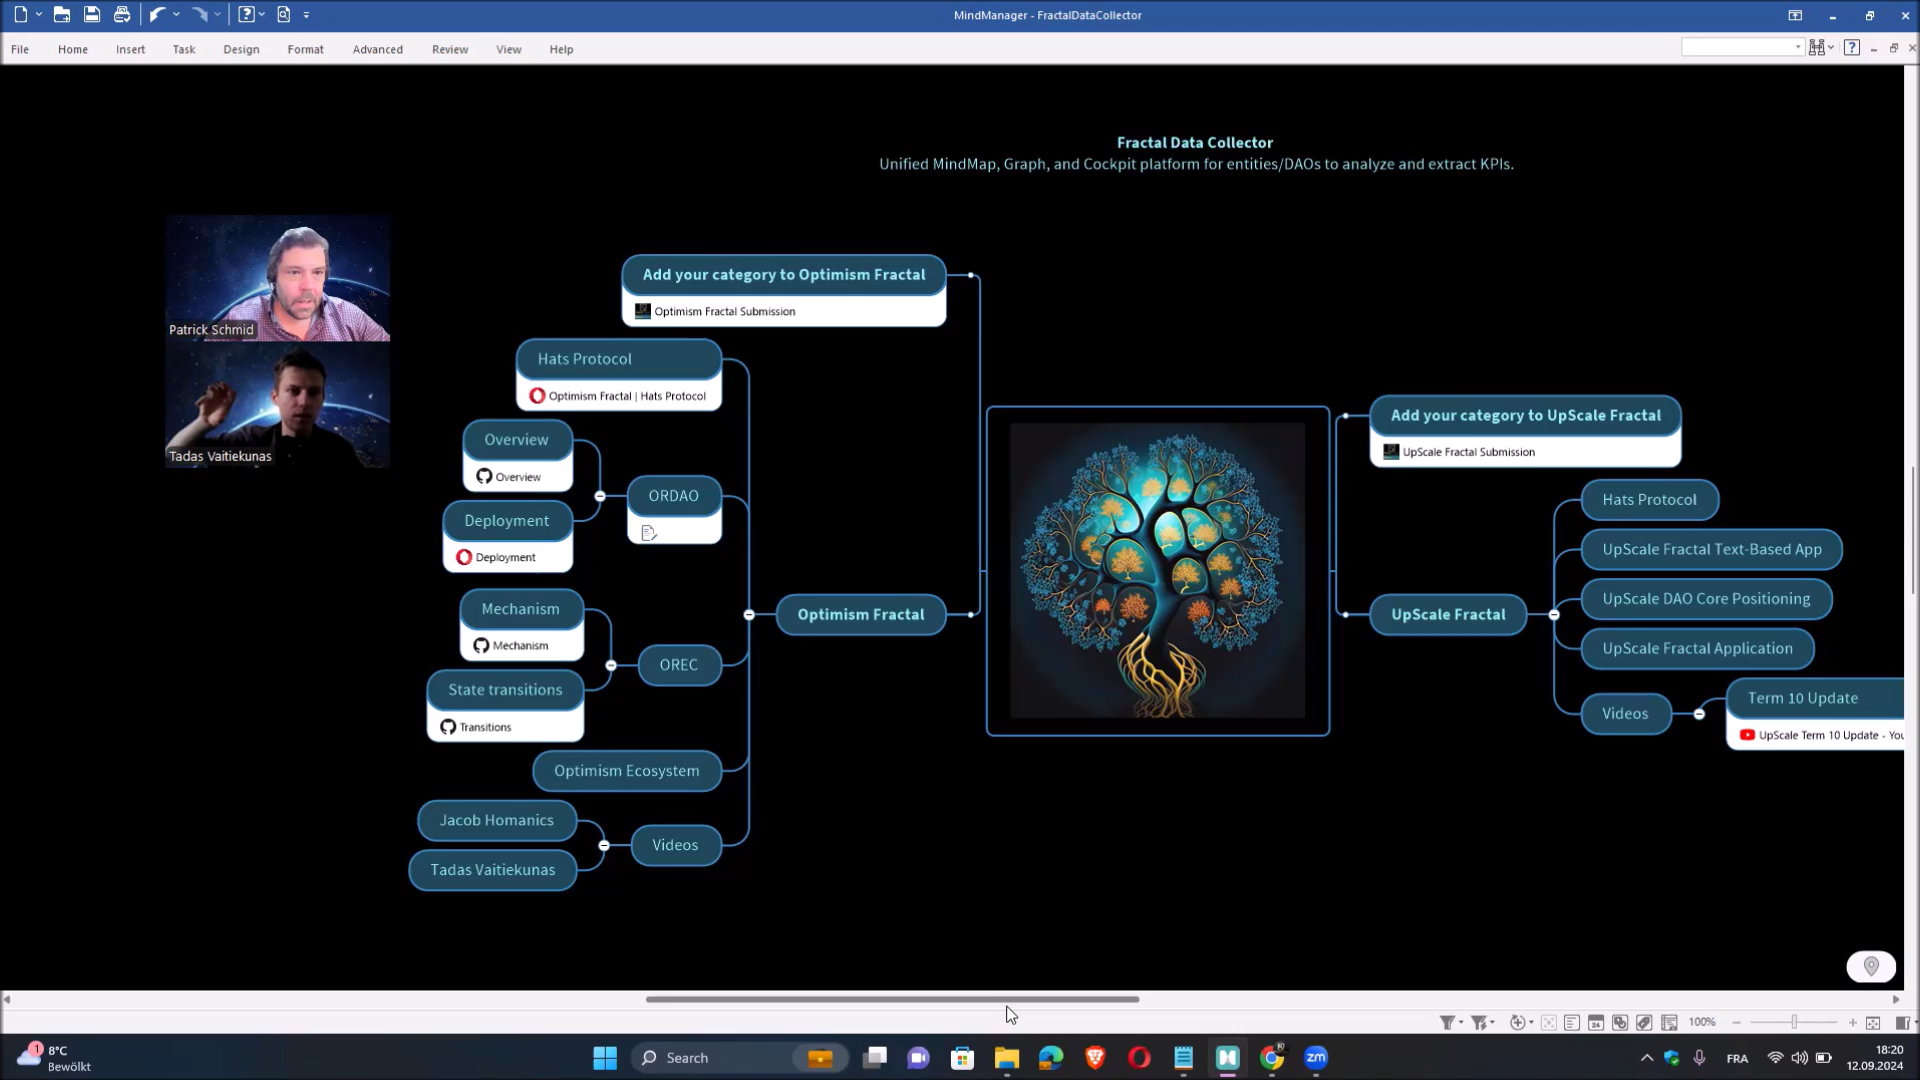 MindManager - FractalDataCollector
File
Home
Insert
Task
Design
Format
Advanced
Review
View
Help
Fractal Data Collector
Unified MindMap, Graph, and Cockpit platform for entities/DAOs to analyze and extract KPIs.
Patrick Schmid
Tadas Vaitiekunas
Add your category to Optimism Fractal
Optimism Fractal Submission
Hats Protocol
Optimism Fractal | Hats Protocol
Overview
Overview
Deployment
Deployment
ORDAO
Mechanism
Mechanism
State transitions
Transitions
OREC
Optimism Ecosystem
Jacob Homanics
Tadas Vaitiekunas
Videos
Optimism Fractal
Add your category to UpScale Fractal
UpScale Fractal Submission
UpScale Fractal
Hats Protocol
UpScale Fractal Text-Based App
UpScale DAO Core Positioning
UpScale Fractal Application
Videos
Term 10 Update
UpScale Term 10 Update - You
100%
1
8°C
Bewölkt
Search
zm
FRA
18:20
12.09.2024